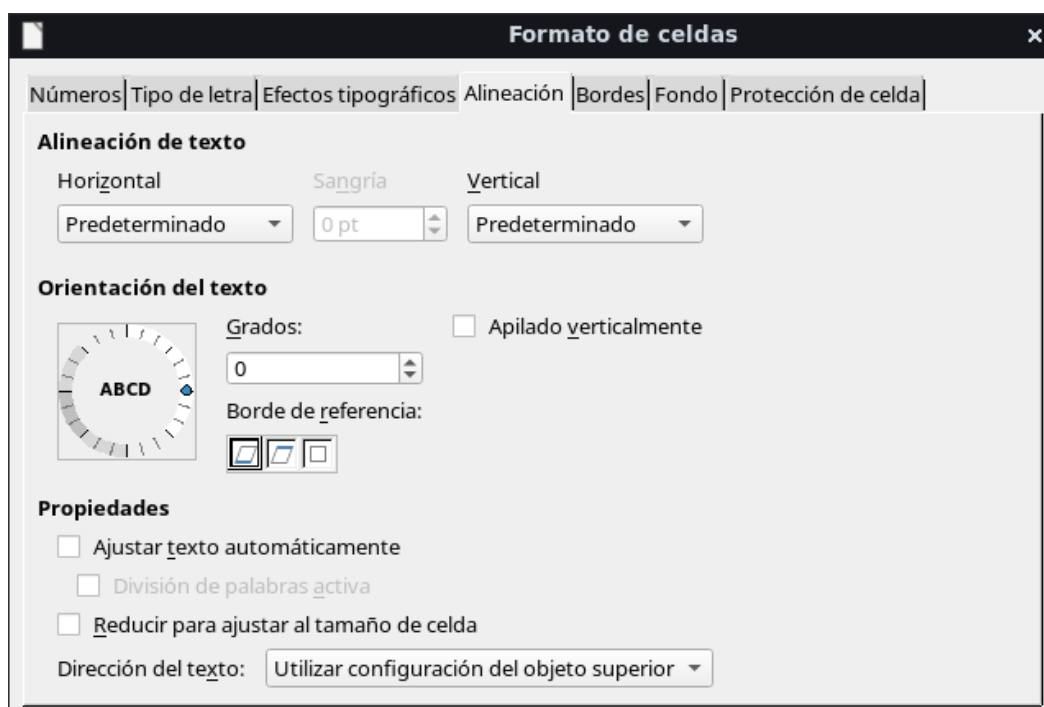 Formato de celdas
Números Tipo de letra Efectos tipográficos Alineación Bordes Fondo Protección de celda
Alineación de texto
Horizontal Sangría Vertical
Predeterminado 0 pt Predeterminado
Orientación del texto
Grados: Apilado verticalmente
0
ABCD
Borde de referencia:
Propiedades
Ajustar texto automáticamente
División de palabras activa
Reducir para ajustar al tamaño de celda
Dirección del texto: Utilizar configuración del objeto superior